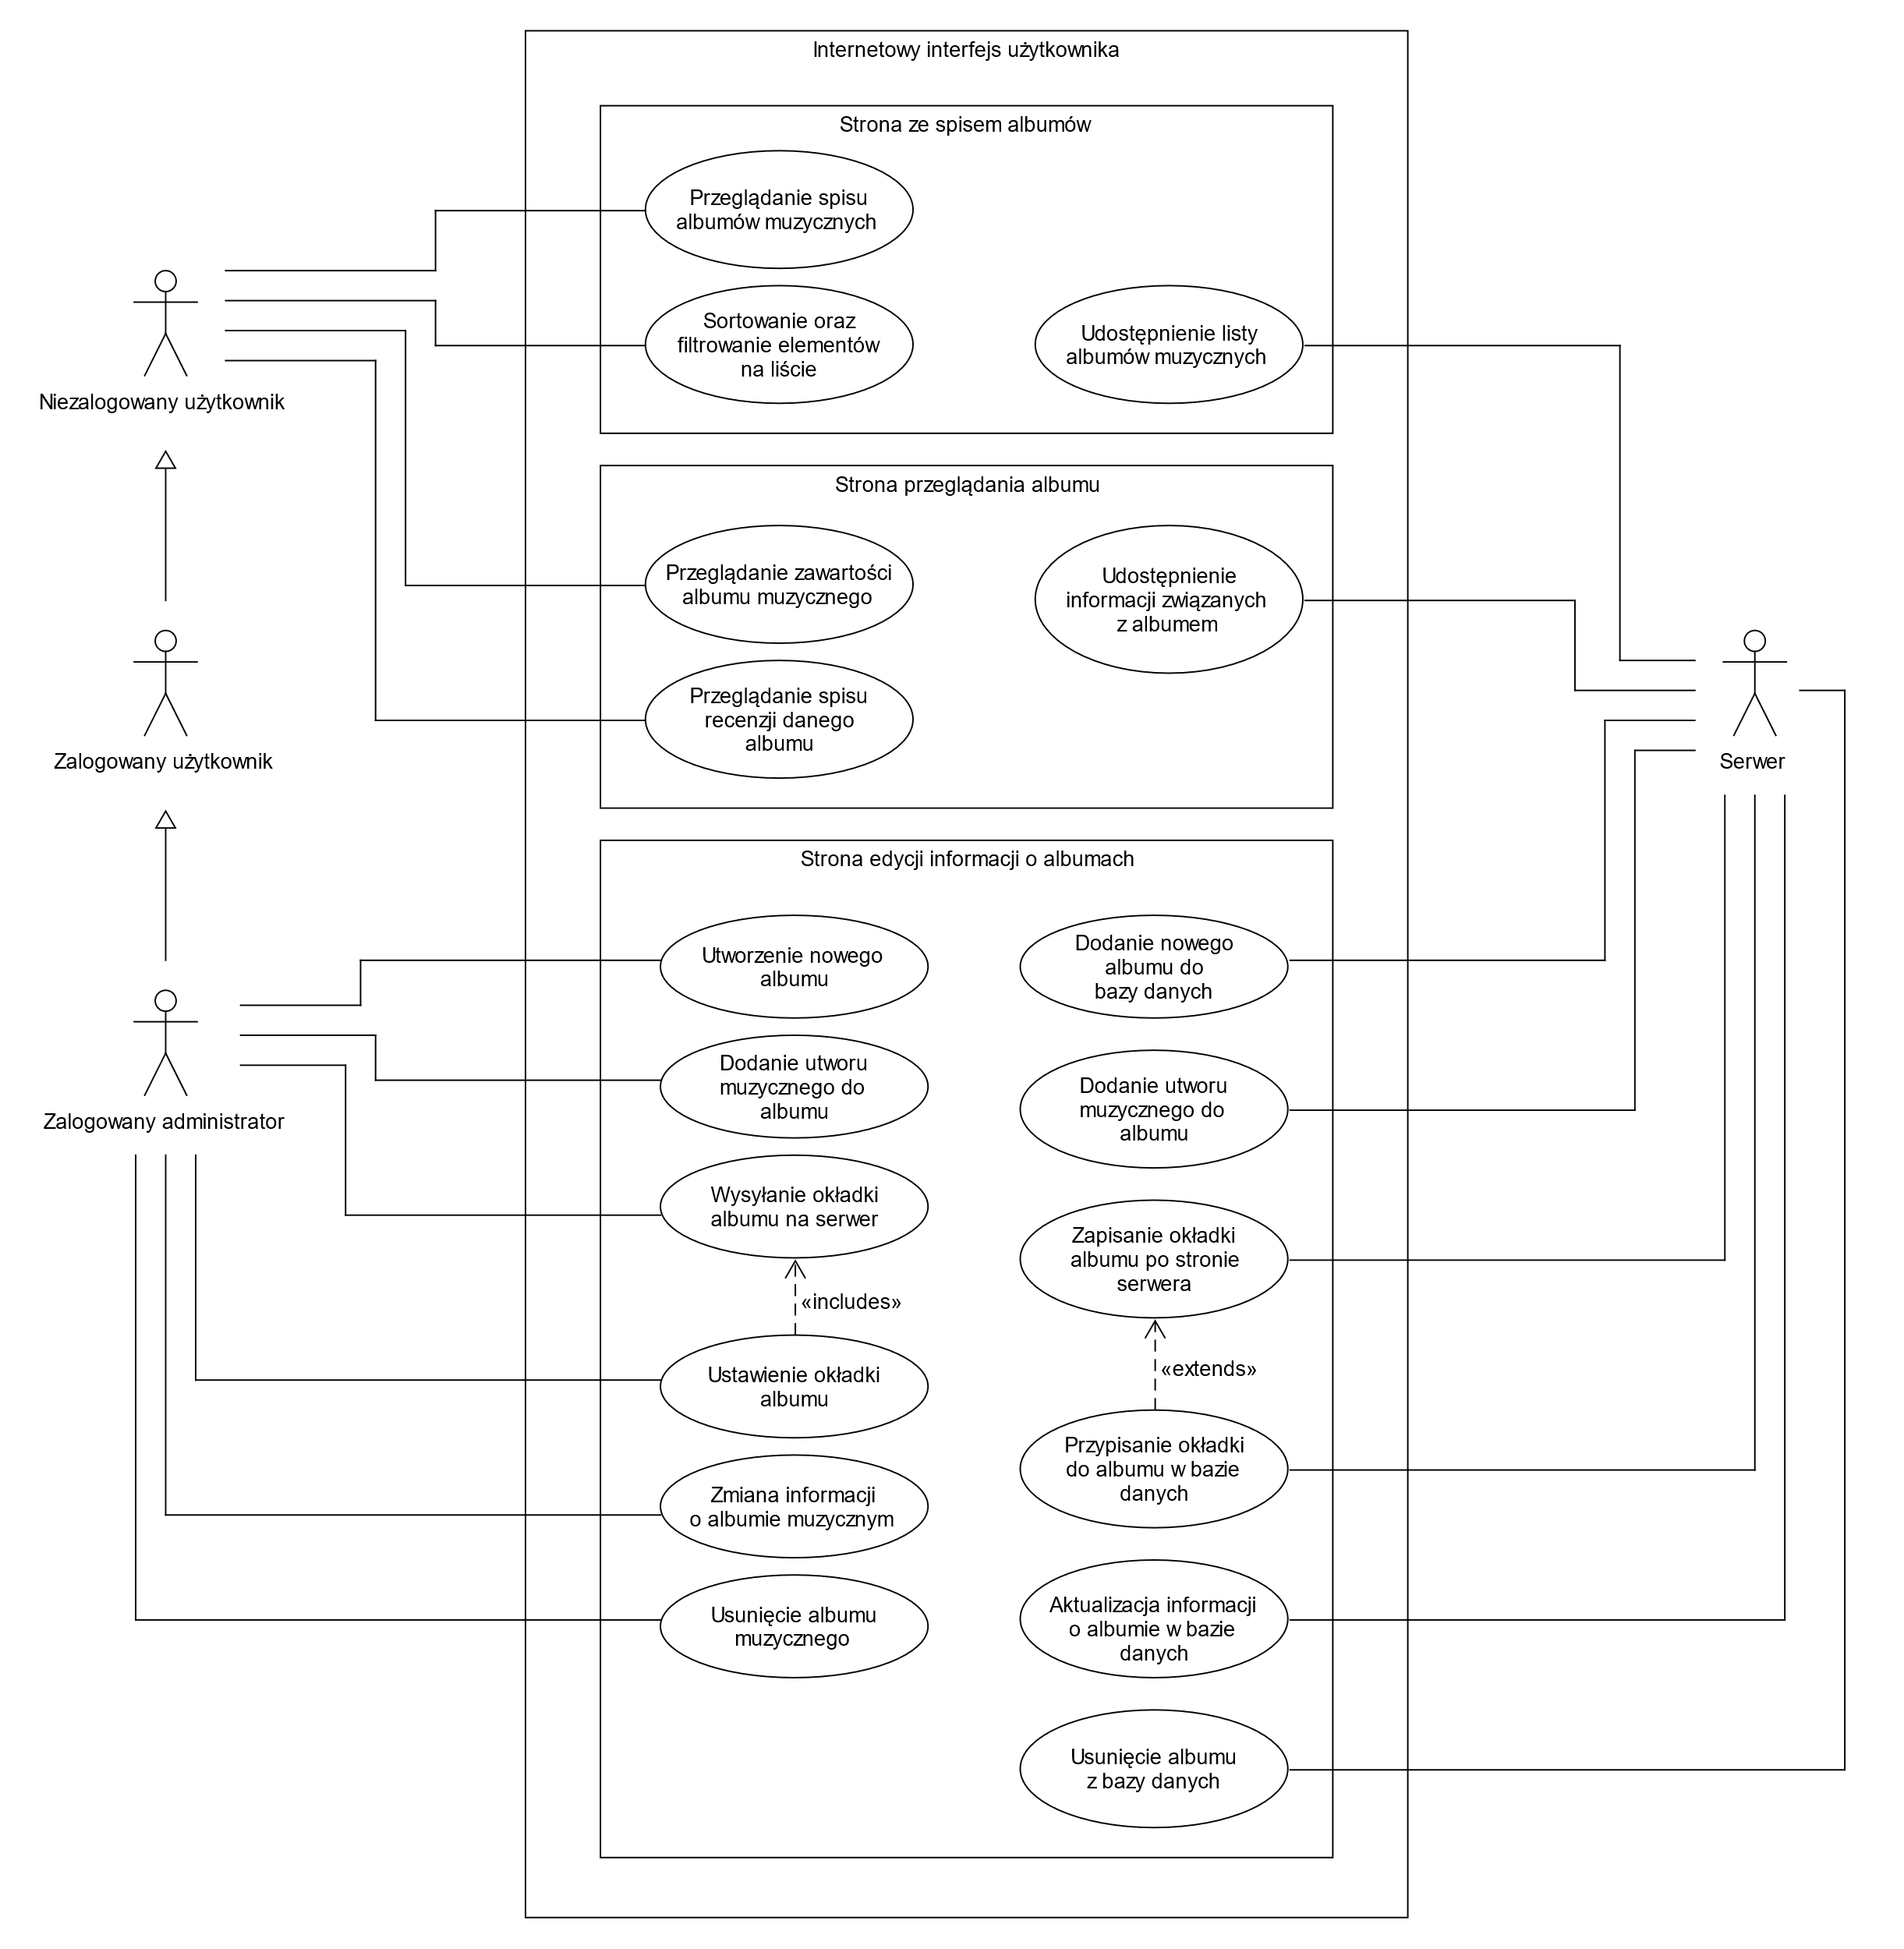 Internetowy interfejs użytkownika
Strona ze spisem albumów
Przeglądanie spisu
albumów muzycznych
Sortowanie oraz
filtrowanie elementów
na liście
Udostępnienie listy
albumów muzycznych
Niezalogowany użytkownik
Strona przeglądania albumu
Przeglądanie zawartości
albumu muzycznego
Udostępnienie
informacji związanych
z albumem
Przeglądanie spisu
recenzji danego
albumu
Zalogowany użytkownik
Serwer
Strona edycji informacji o albumach
Utworzenie nowego
albumu
Dodanie nowego
albumu do
bazy danych
Dodanie utworu
muzycznego do
albumu
Dodanie utworu
muzycznego do
albumu
Zalogowany administrator
Wysyłanie okładki
albumu na serwer
Zapisanie okładki
albumu po stronie
serwera
«includes»
«extends»
Ustawienie okładki
albumu
Przypisanie okładki
do albumu w bazie
danych
Zmiana informacji
o albumie muzycznym
Aktualizacja informacji
o albumie w bazie
danych
Usunięcie albumu
muzycznego
Usunięcie albumu
z bazy danych